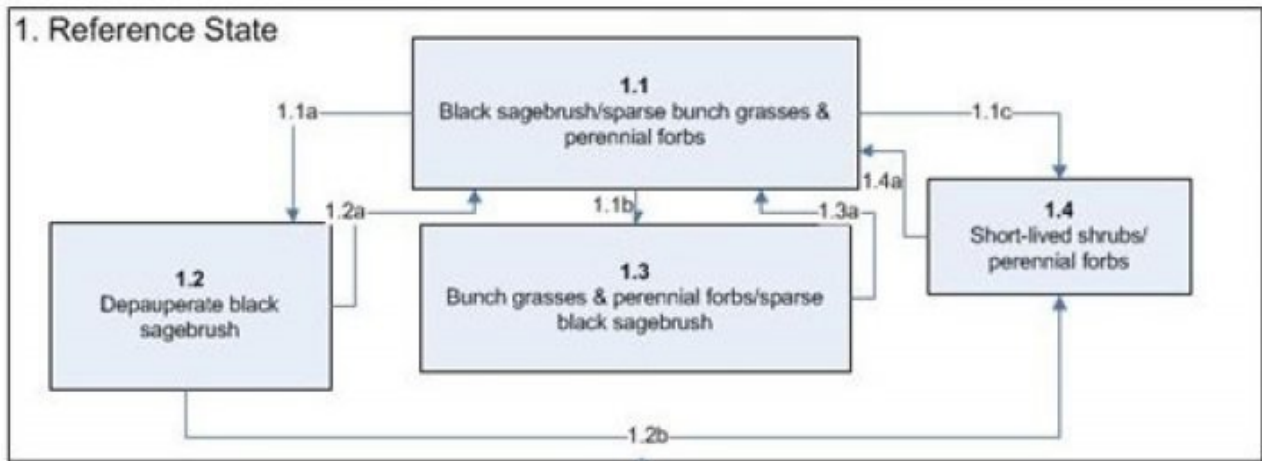 1. Reference State
1.1
Black sagebrush/sparse bunch grasses &
perennial forbs
1.1a
1.1c
1.4a
1.2a
1.1b
1.3a
1.4
Short-lived shrubs/
perennial forbs
1.2
Depauperate black
sagebrush
1.3
Bunch grasses & perennial forbs/sparse
black sagebrush
1.2b